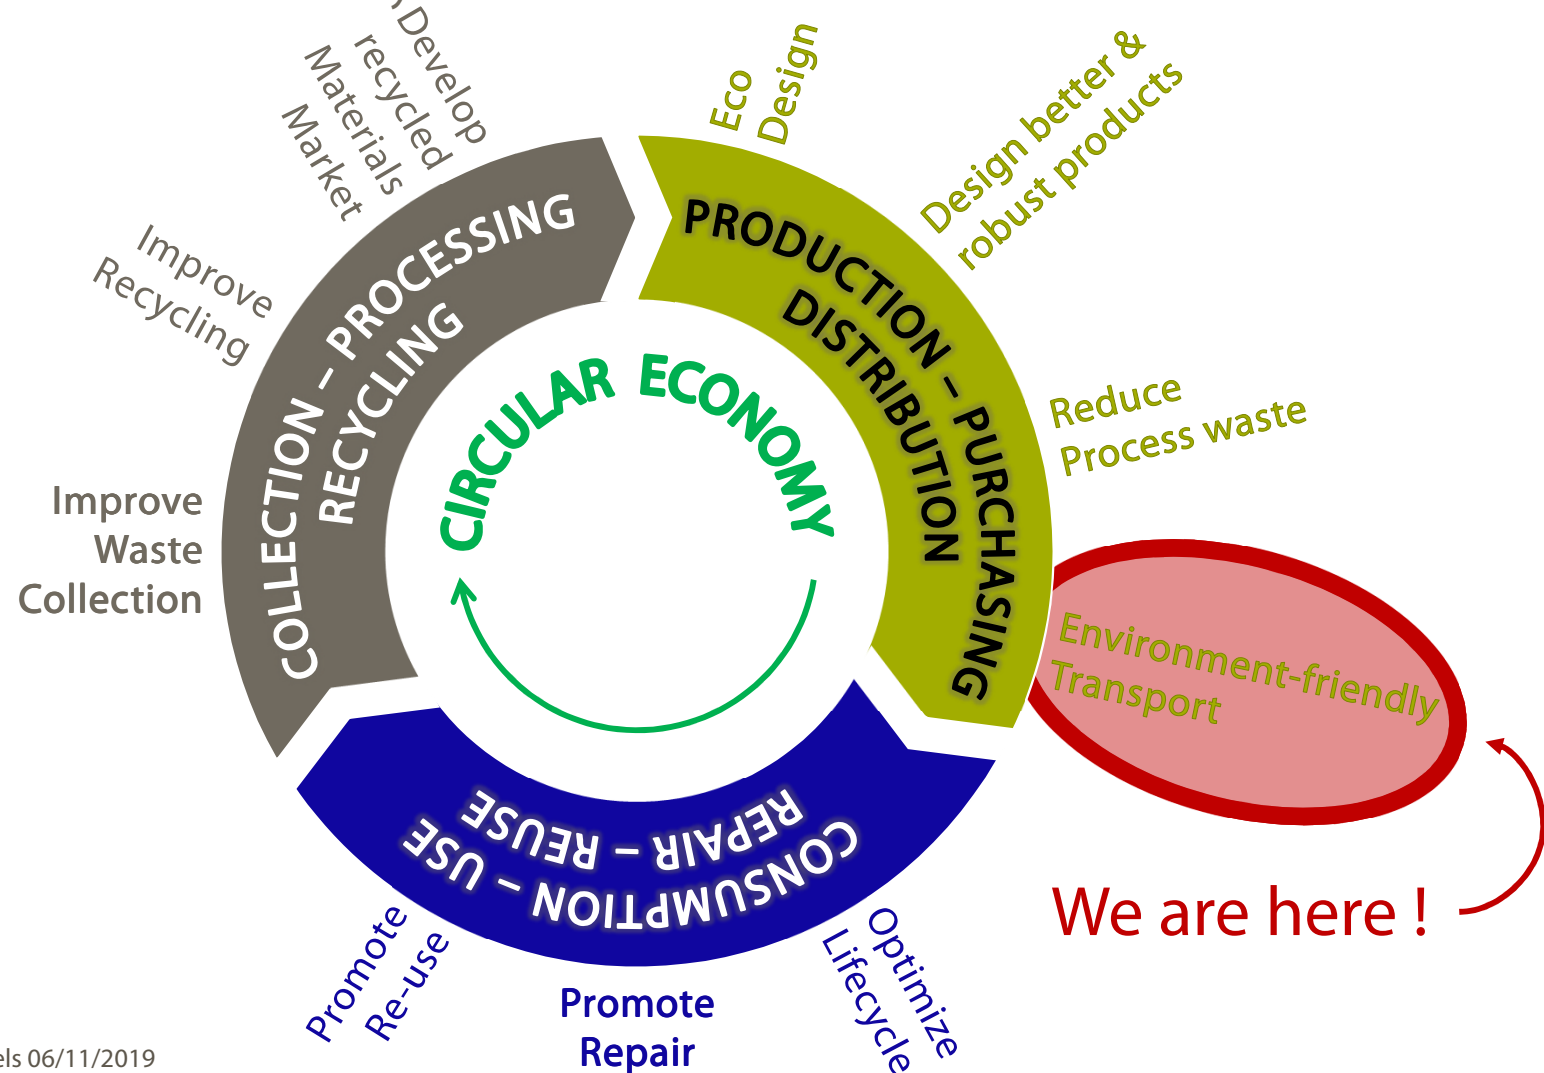 Develop
recycled
Materials
Market
Eco
Design
Design better &
robust products
Improve
Recycling
COLLECTION – PROCESSING
RECYCLING
PRODUCTION – PURCHASING
DISTRIBUTION
CIRCULAR ECONOMY
Reduce
Process waste
Improve
Waste
Collection
Environment-friendly
Transport
CONSUMPTION – USE
REPAIR – REUSE
We are here !
Promote
Re-use
Promote
Repair
Optimize
Lifecycle
els 06/11/2019